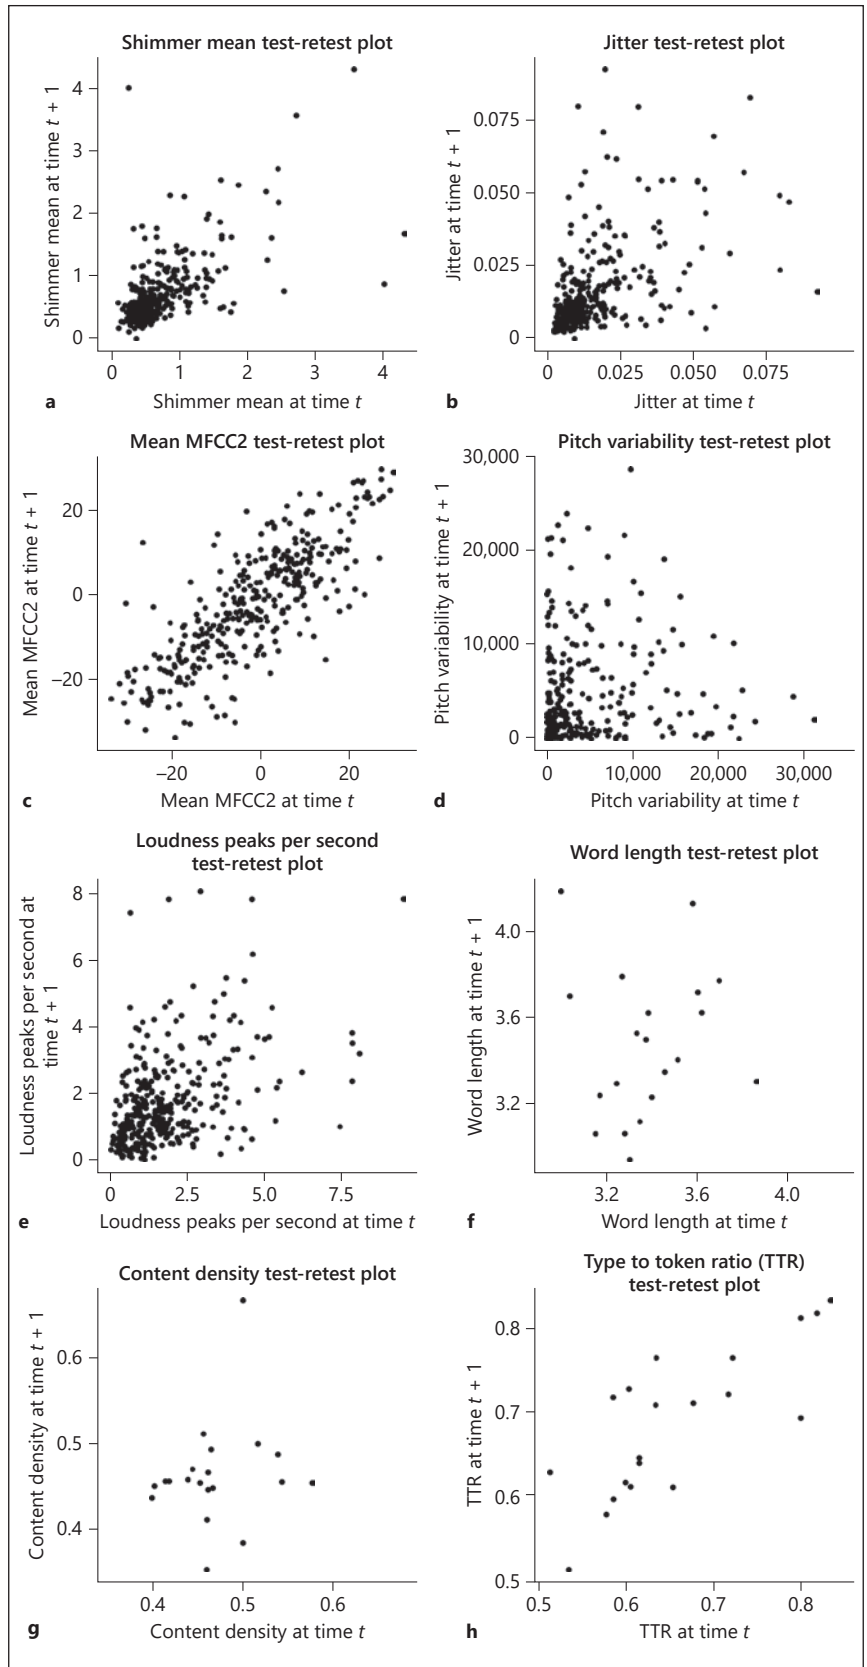 Shimmer mean test-retest plot
Shimmer mean at time t + 1
4
3
2
1
0
0 1 2 3 4
a Shimmer mean at time t
Jitter test-retest plot
Jitter at time t + 1
0.075
0.050
0.025
0
0 0.025 0.050 0.075
b Jitter at time t
Mean MFCC2 test-retest plot
Mean MFCC2 at time t + 1
20
0
–20
–20 0 20
c Mean MFCC2 at time t
Pitch variability test-retest plot
Pitch variability at time t + 1
30,000
20,000
10,000
0
0 10,000 20,000 30,000
d Pitch variability at time t
Loudness peaks per second
test-retest plot
Loudness peaks per second at
time t + 1
8
6
4
2
0
0 2.5 5.0 7.5
e Loudness peaks per second at time t
Word length test-retest plot
Word length at time t + 1
4.0
3.6
3.2
3.2 3.6 4.0
f Word length at time t
Content density test-retest plot
Content density at time t + 1
0.6
0.5
0.4
0.4 0.5 0.6
g Content density at time t
Type to token ratio (TTR)
test-retest plot
TTR at time t + 1
0.8
0.7
0.6
0.5
0.5 0.6 0.7 0.8
h TTR at time t